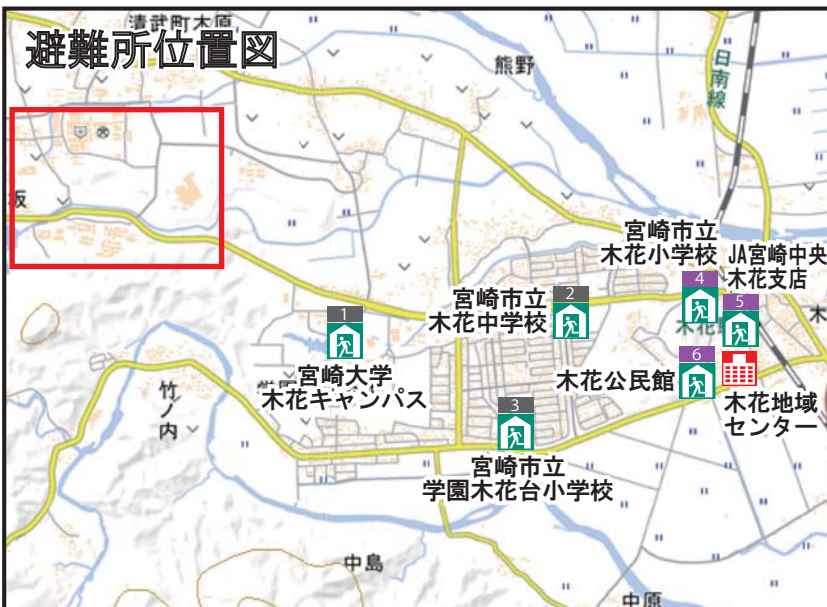 清武町木原
避難所位置図
熊野
日南線
宮崎市立
木花小学校
JA宮崎中央
木花支店
4
5
宮崎市立
木花中学校
2
1
宮崎大学
木花キャンパス
竹ノ内
6
木花公民館
木花地域
センター
3
宮崎市立
学園木花台小学校
中島
中原